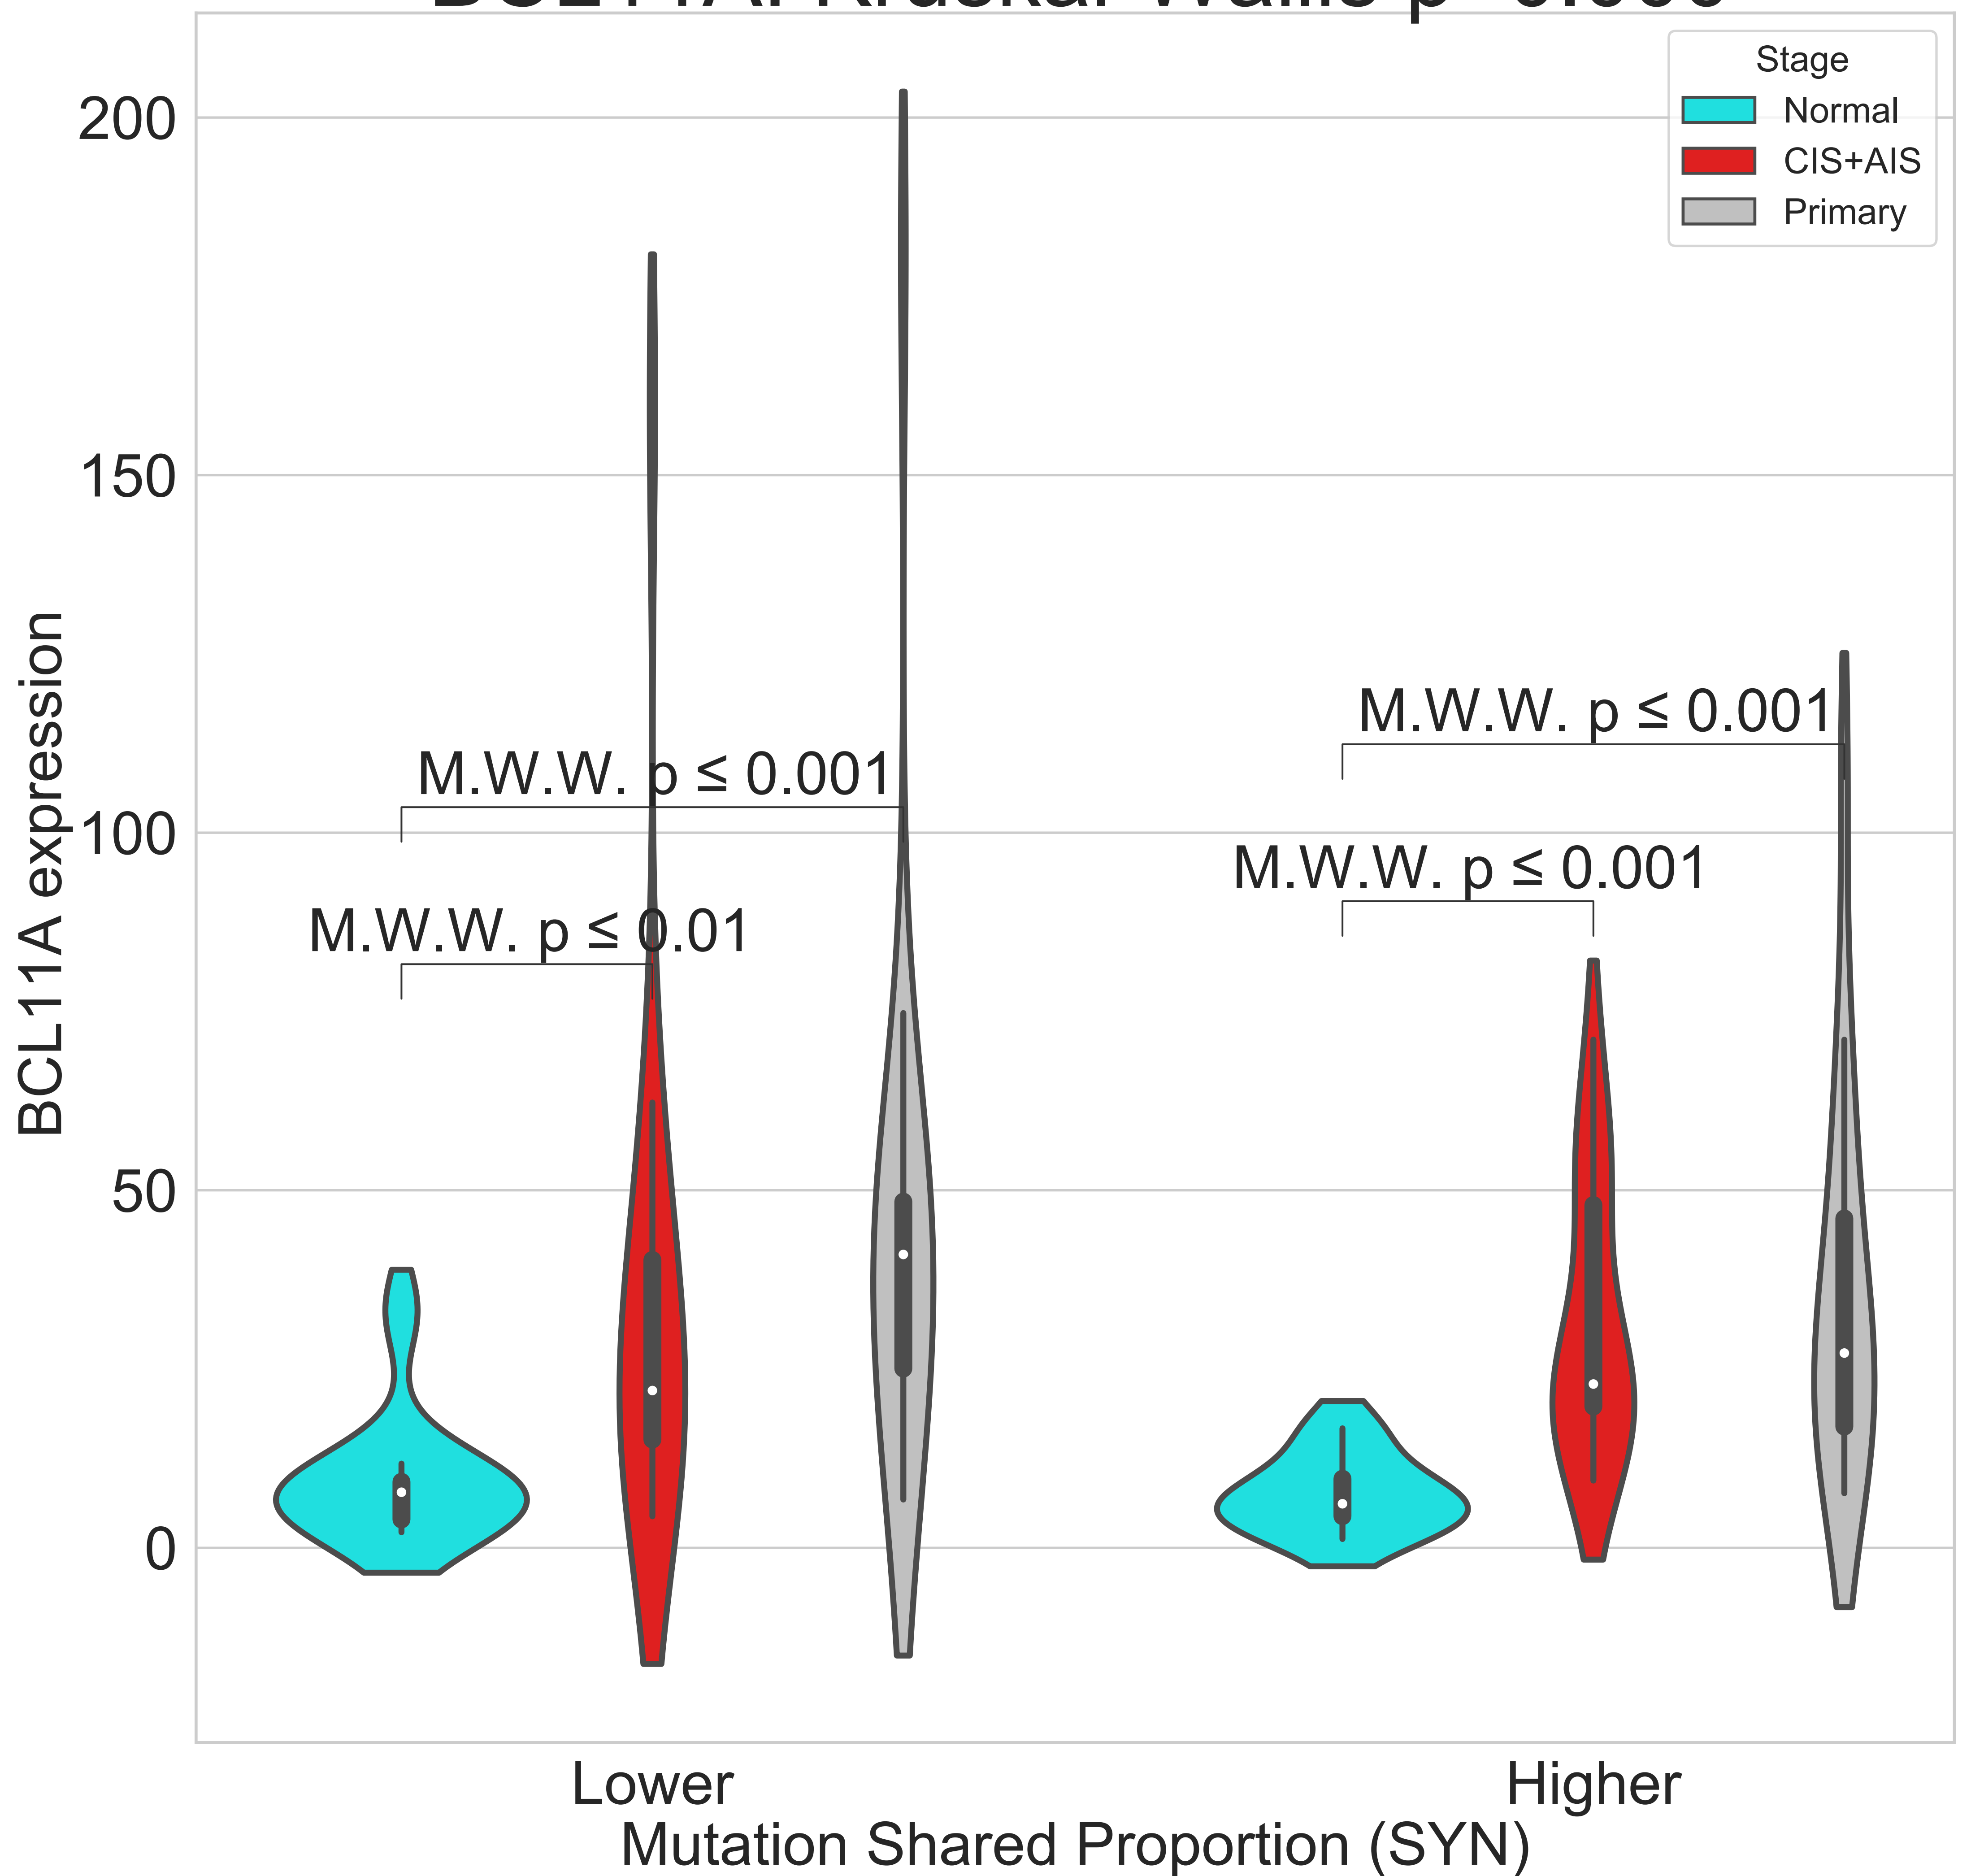 Stage
Normal
CIS+AIS
Primary
200
150
100
50
0
BCL11A expression
M.W.W. p ≤ 0.001
M.W.W. p ≤ 0.01
M.W.W. p ≤ 0.001
M.W.W. p ≤ 0.001
Lower
Higher
Mutation Shared Proportion (SYN)